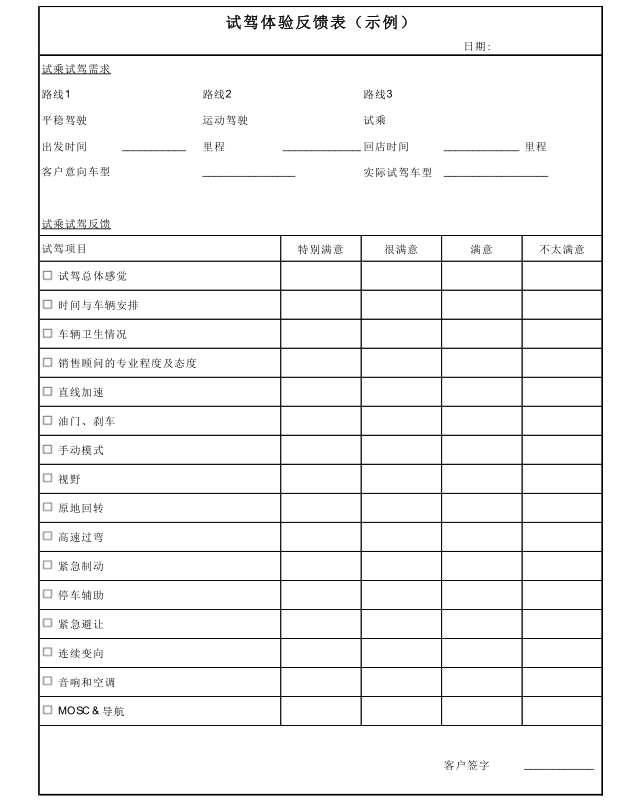 试驾体验反馈表（示例）
日期：
试乘试驾需求
路线1 路线2 路线3
平稳驾驶 运动驾驶 试乘
出发时间 里程 回店时间 里程
客户意向车型 实际试驾车型
试乘试驾反馈
试驾项目 特别满意 很满意 满意 不太满意
试驾总体感觉
时间与车辆安排
车辆卫生情况
销售顾问的专业程度及态度
直线加速
油门、刹车
手动模式
视野
原地回转
高速过弯
紧急制动
停车辅助
紧急避让
连续变向
音响和空调
MOSC & 导航
客户签字